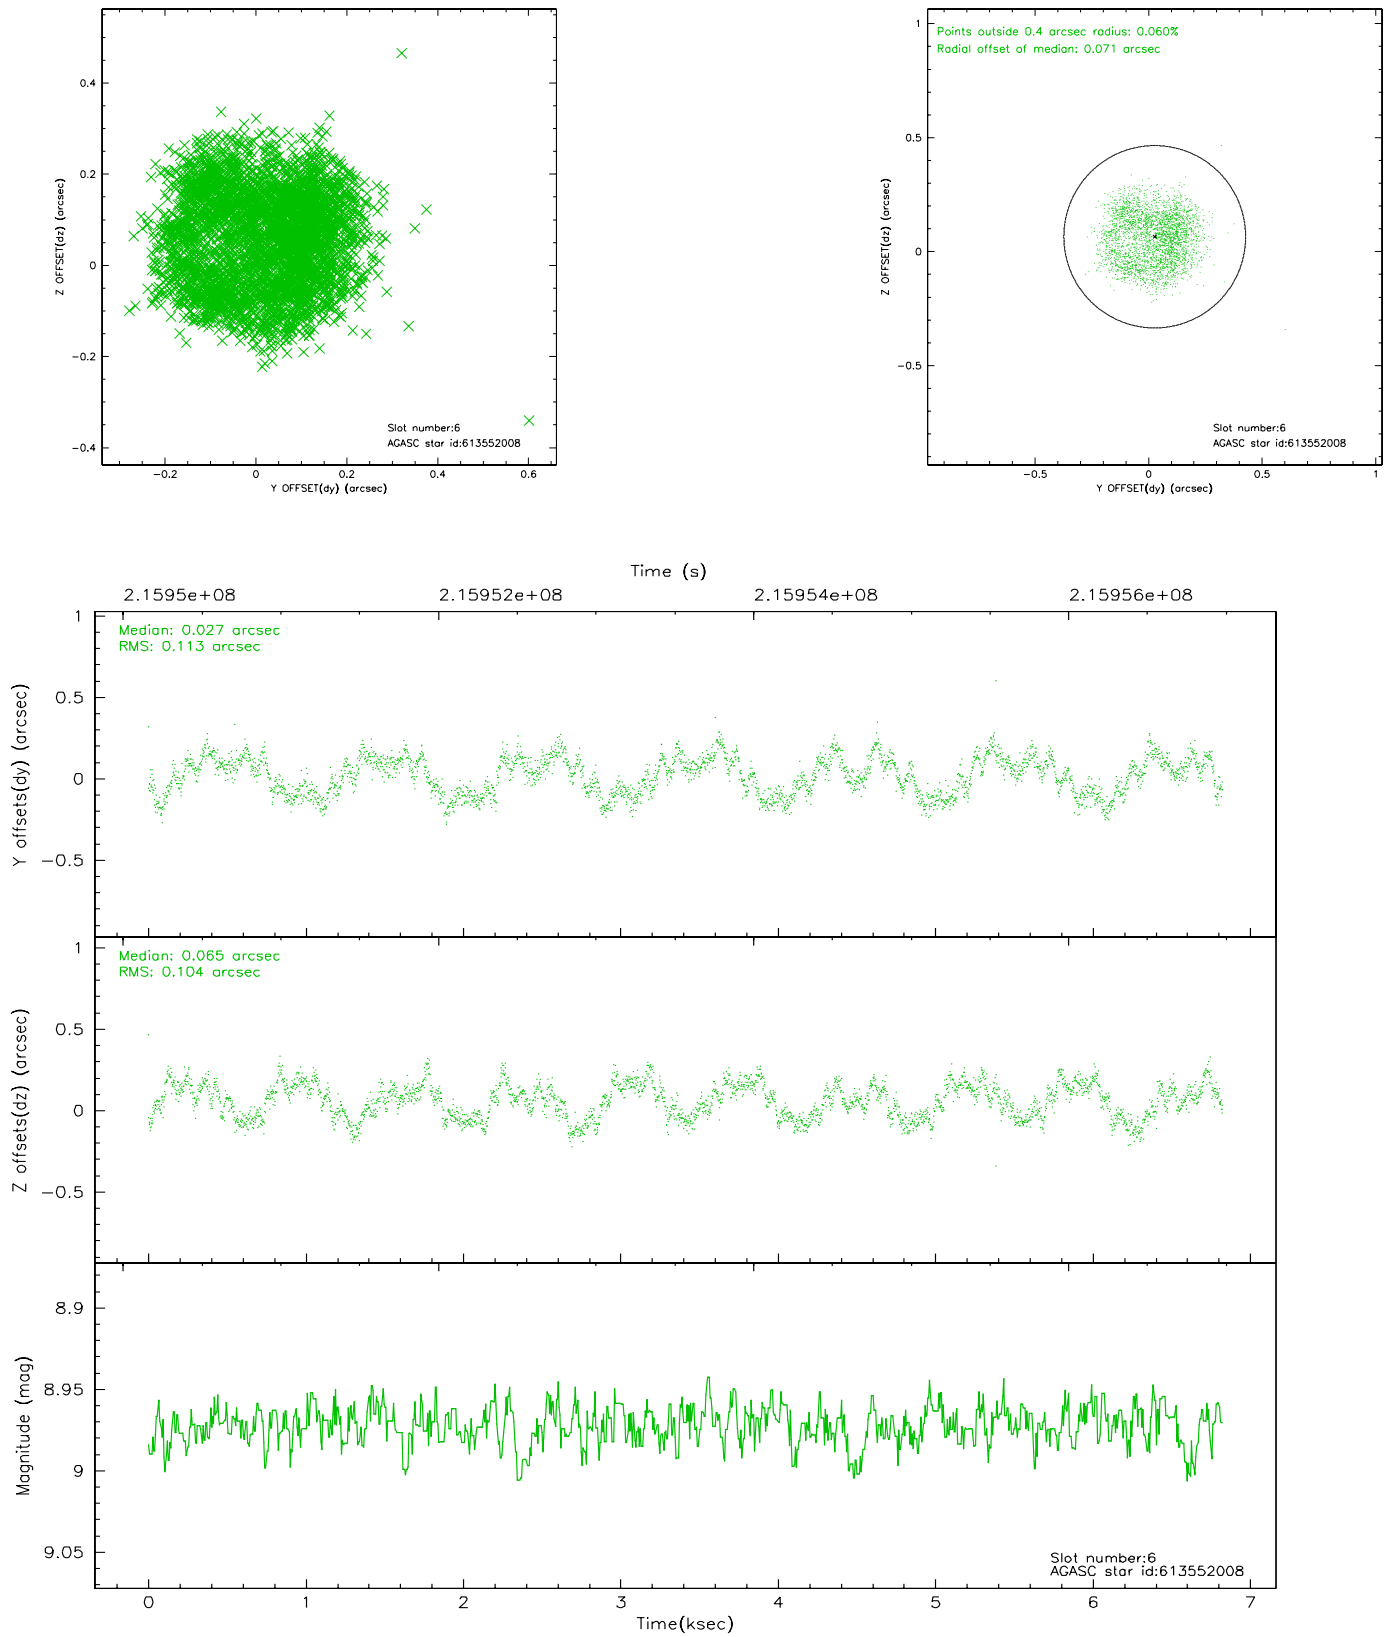 0.4
0.2
0
−0.2
−0.4
Z OFFSET(dz) (arcsec)
Slot number:6
AGASC star id:613552008
−0.2
0
0.2
0.4
0.6
Y OFFSET(dy) (arcsec)
Points outside 0.4 arcsec radius: 0.060%
Radial offset of median: 0.071 arcsec
1
0.5
0
−0.5
Z OFFSET(dz) (arcsec)
Slot number:6
AGASC star id:613552008
−0.5
0
0.5
1
Y OFFSET(dy) (arcsec)
Time (s)
2.1595e+08
2.15952e+08
2.15954e+08
2.15956e+08
Median: 0.027 arcsec
RMS: 0.113 arcsec
1
0.5
0
−0.5
Y offsets(dy) (arcsec)
Median: 0.065 arcsec
RMS: 0.104 arcsec
1
0.5
0
−0.5
Z offsets(dz) (arcsec)
8.9
8.95
9
9.05
Magnitude (mag)
Slot number:6
AGASC star id:613552008
0
1
2
3
4
5
6
7
Time(ksec)